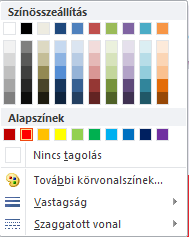 Színösszeállítás
Alapszínek
Nincs tagolás
További körvonalszínek...
Vastagság
Szaggatott vonal